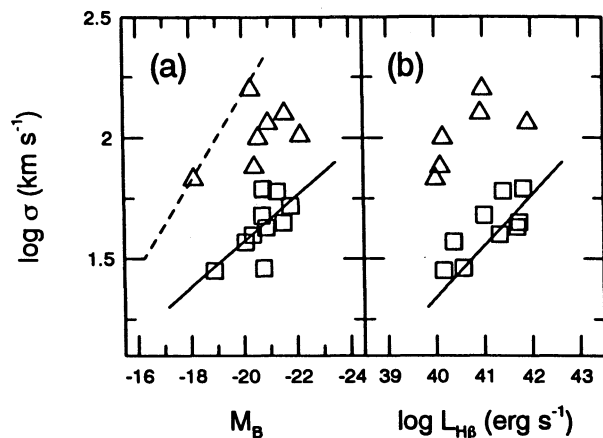 2.5
2
1.5
log σ (km s⁻¹)
(a)
(b)
-16 -18 -20 -22 -24
39 40 41 42 43
M_B
log L_Hβ (erg s⁻¹)